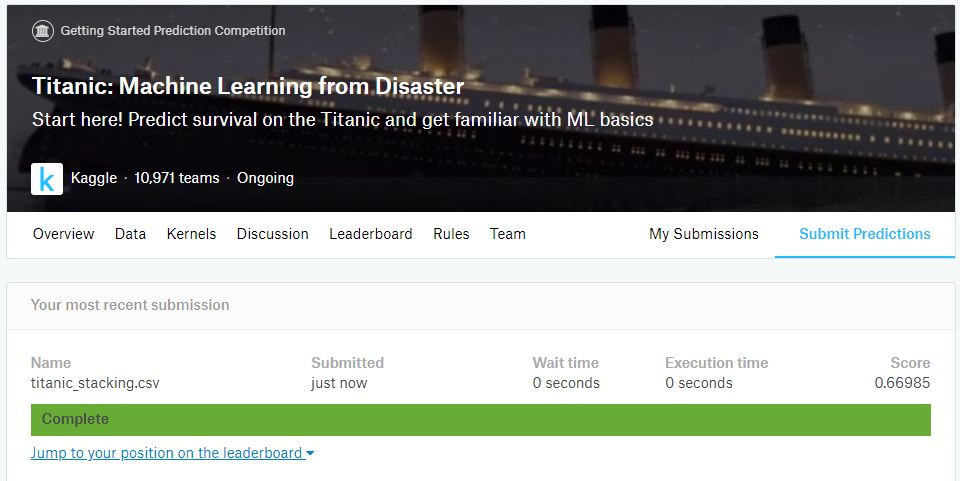 Getting Started Prediction Competition
Titanic: Machine Learning from Disaster
Start here! Predict survival on the Titanic and get familiar with ML basics
k Kaggle · 10,971 teams · Ongoing
Overview Data Kernels Discussion Leaderboard Rules Team My Submissions Submit Predictions
Your most recent submission
Name Submitted Wait time Execution time Score
titanic_stacking.csv just now 0 seconds 0 seconds 0.66985
Complete
Jump to your position on the leaderboard